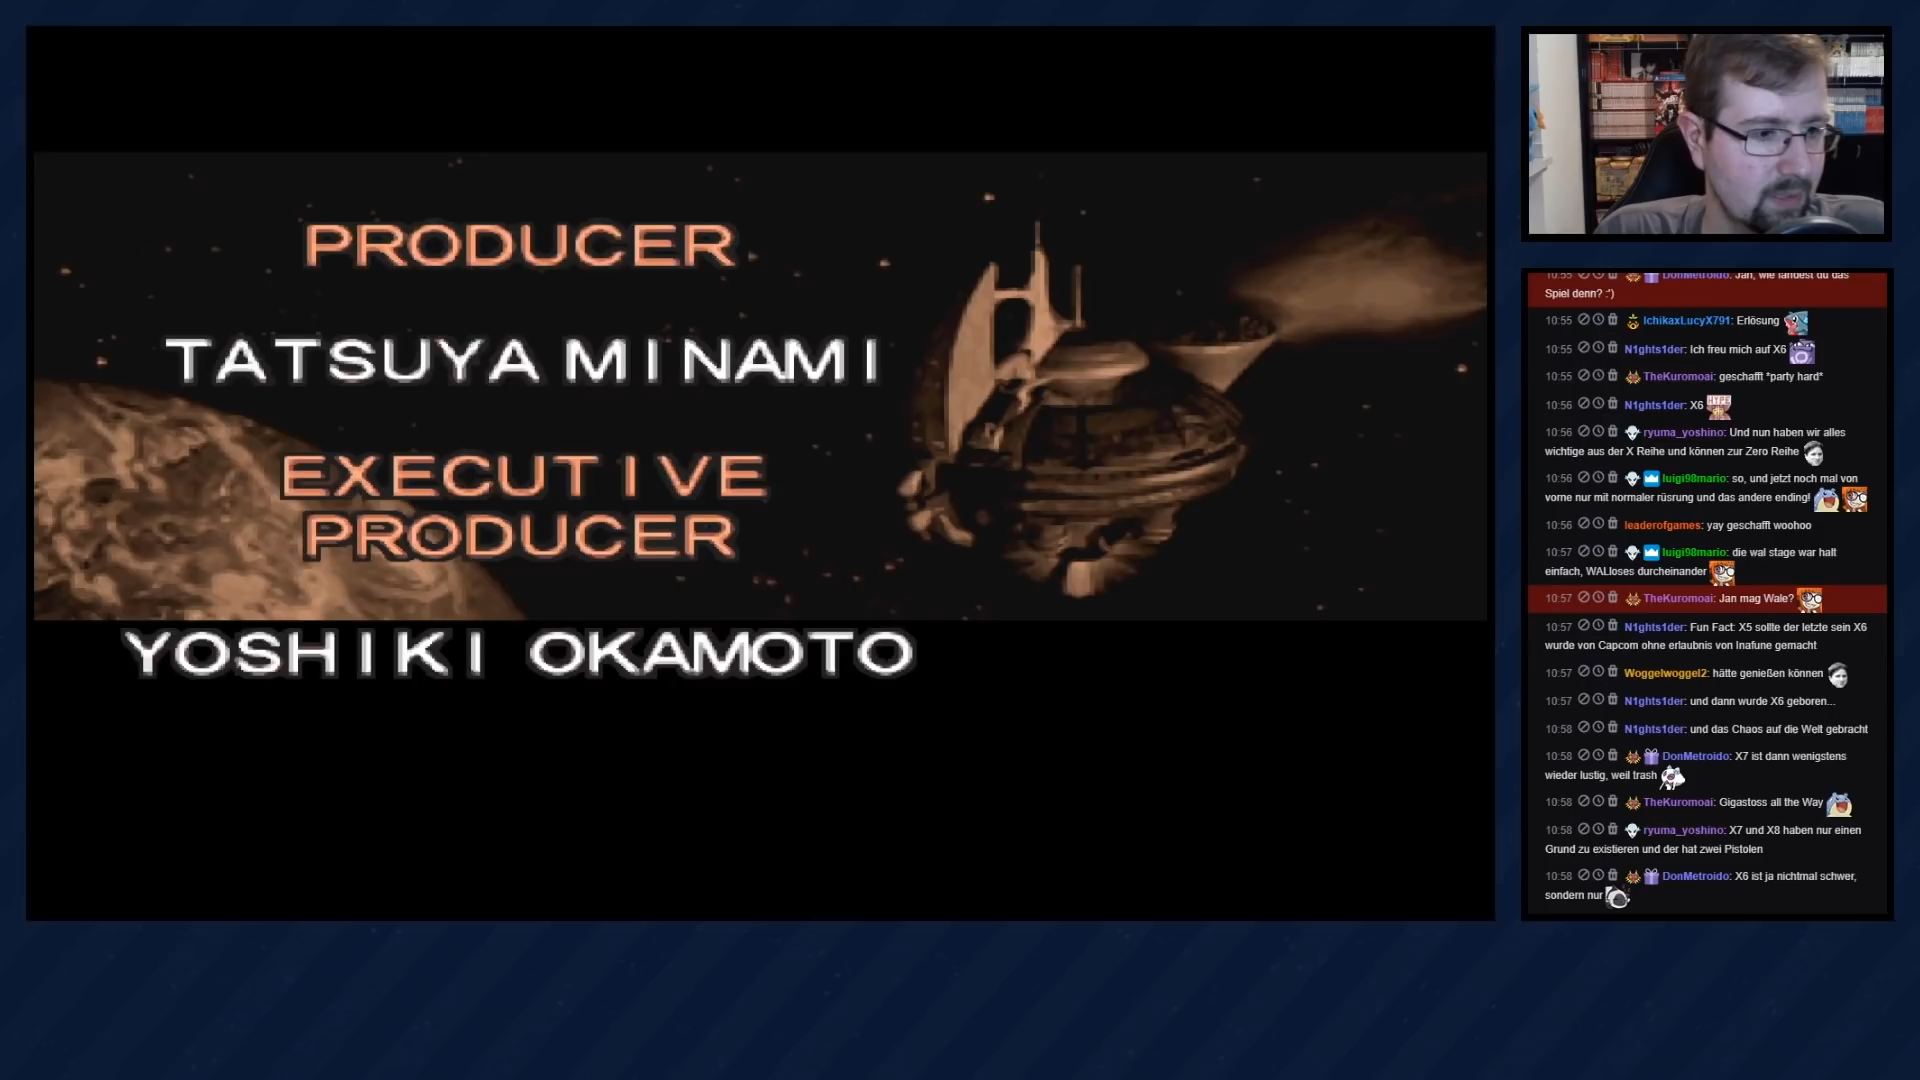 PRODUCER
TATSUYA MINAMI
EXECUTIVE
PRODUCER
YOSHIKI OKAMOTO
10:55 DonMetroido: Jan, wie fandest du das
Spiel denn? :')
10:55 IchikaxLucyX791: Erlösung
10:55 N1ghts1der: Ich freu mich auf X6
10:55 TheKuromoai: geschafft *party hard*
10:56 N1ghts1der: X6 HYPE
10:56 ryuma_yoshino: Und nun haben wir alles
wichtige aus der X Reihe und können zur Zero Reihe
10:56 luigi98mario: so, und jetzt noch mal von
vorne nur mit normaler rüsrung und das andere ending!
10:56 leaderofgames: yay geschafft woohoo
10:57 luigi98mario: die wal stage war halt
einfach, WALloses durcheinander
10:57 TheKuromoai: Jan mag Wale?
10:57 N1ghts1der: Fun Fact: X5 sollte der letzte sein X6
wurde von Capcom ohne erlaubnis von Inafune gemacht
10:57 Woggelwoggel2: hätte genießen können
10:57 N1ghts1der: und dann wurde X6 geboren...
10:58 N1ghts1der: und das Chaos auf die Welt gebracht
10:58 DonMetroido: X7 ist dann wenigstens
wieder lustig, weil trash
10:58 TheKuromoai: Gigastoss all the Way
10:58 ryuma_yoshino: X7 und X8 haben nur einen
Grund zu existieren und der hat zwei Pistolen
10:58 DonMetroido: X6 ist ja nichtmal schwer,
sondern nur